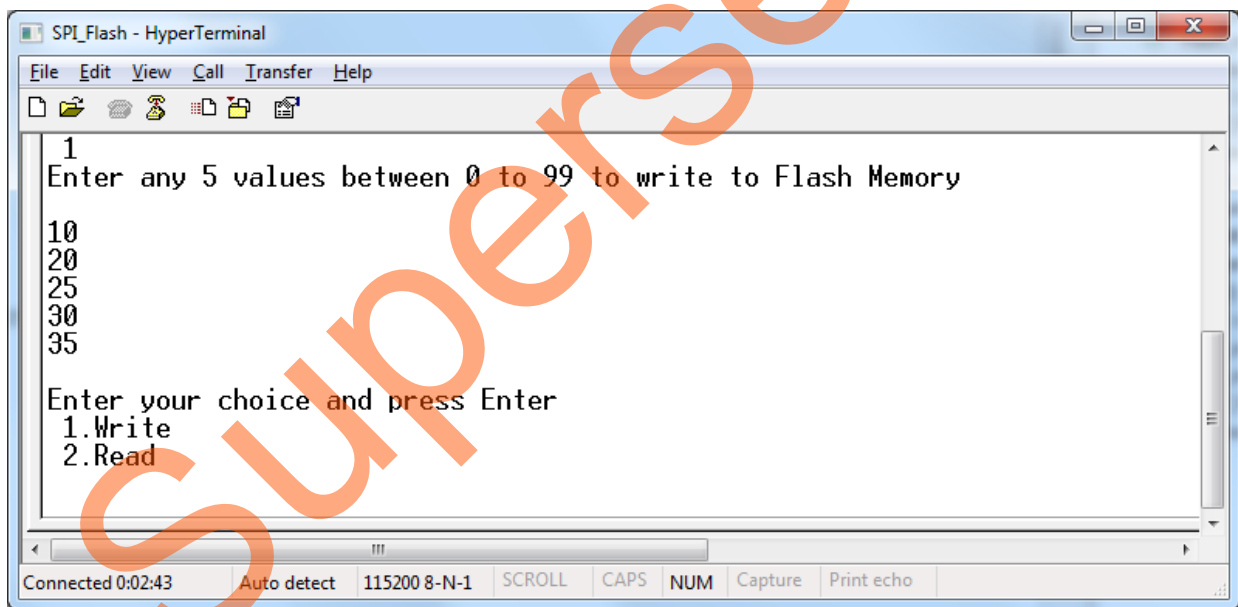 SPI_Flash - HyperTerminal
File Edit View Call Transfer Help
1
Enter any 5 values between 0 to 99 to write to Flash Memory
10
20
25
30
35
Enter your choice and press Enter
1.Write
2.Read
Connected 0:02:43 Auto detect 115200 8-N-1 SCROLL CAPS NUM Capture Print echo
Superse